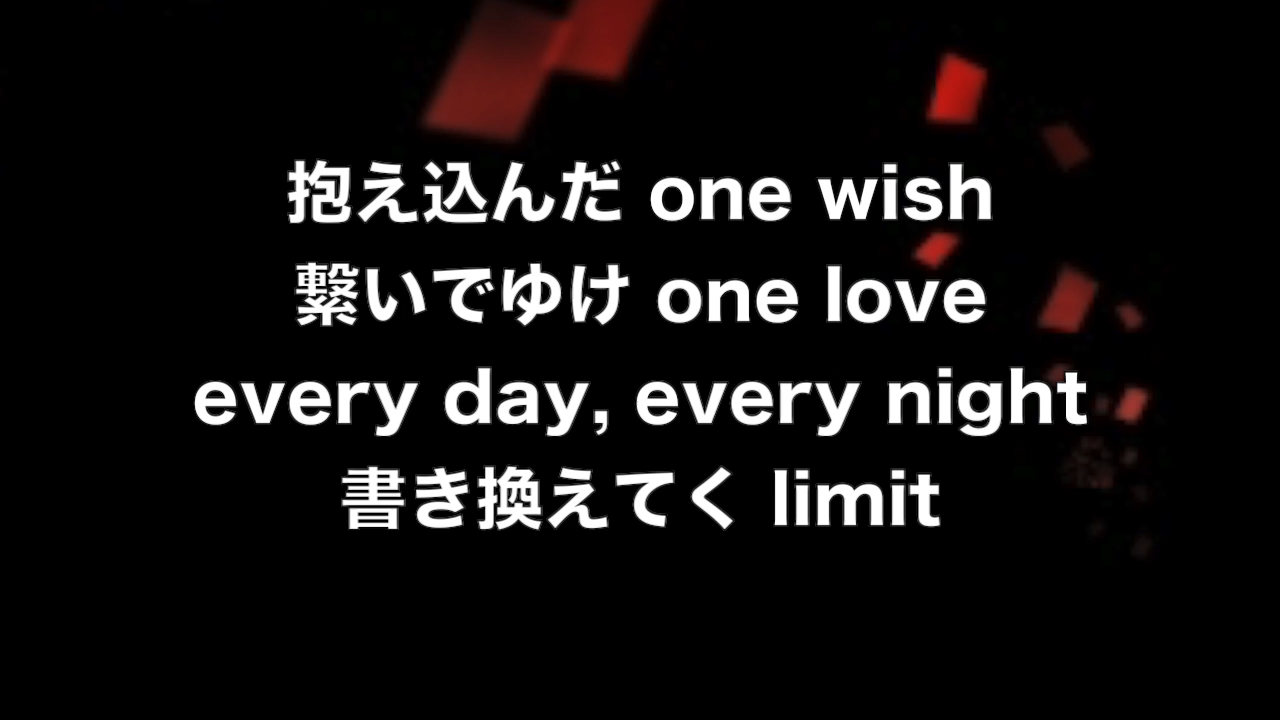 抱え込んだ one wish
繋いでゆけ one love
every day, every night
書き換えてく limit